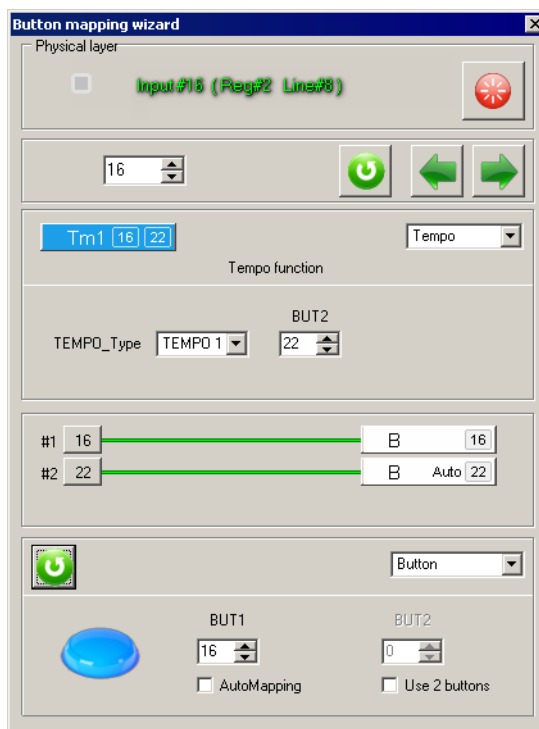 Button mapping wizard
Physical layer
Input#16 (Reg#2 Line#8)
16
Tm1 16 22
Tempo
Tempo function
BUT2
TEMPO_Type TEMPO 1 22
#1 16 B 16
#2 22 B Auto 22
Button
BUT1 BUT2
16 0
AutoMapping Use 2 buttons